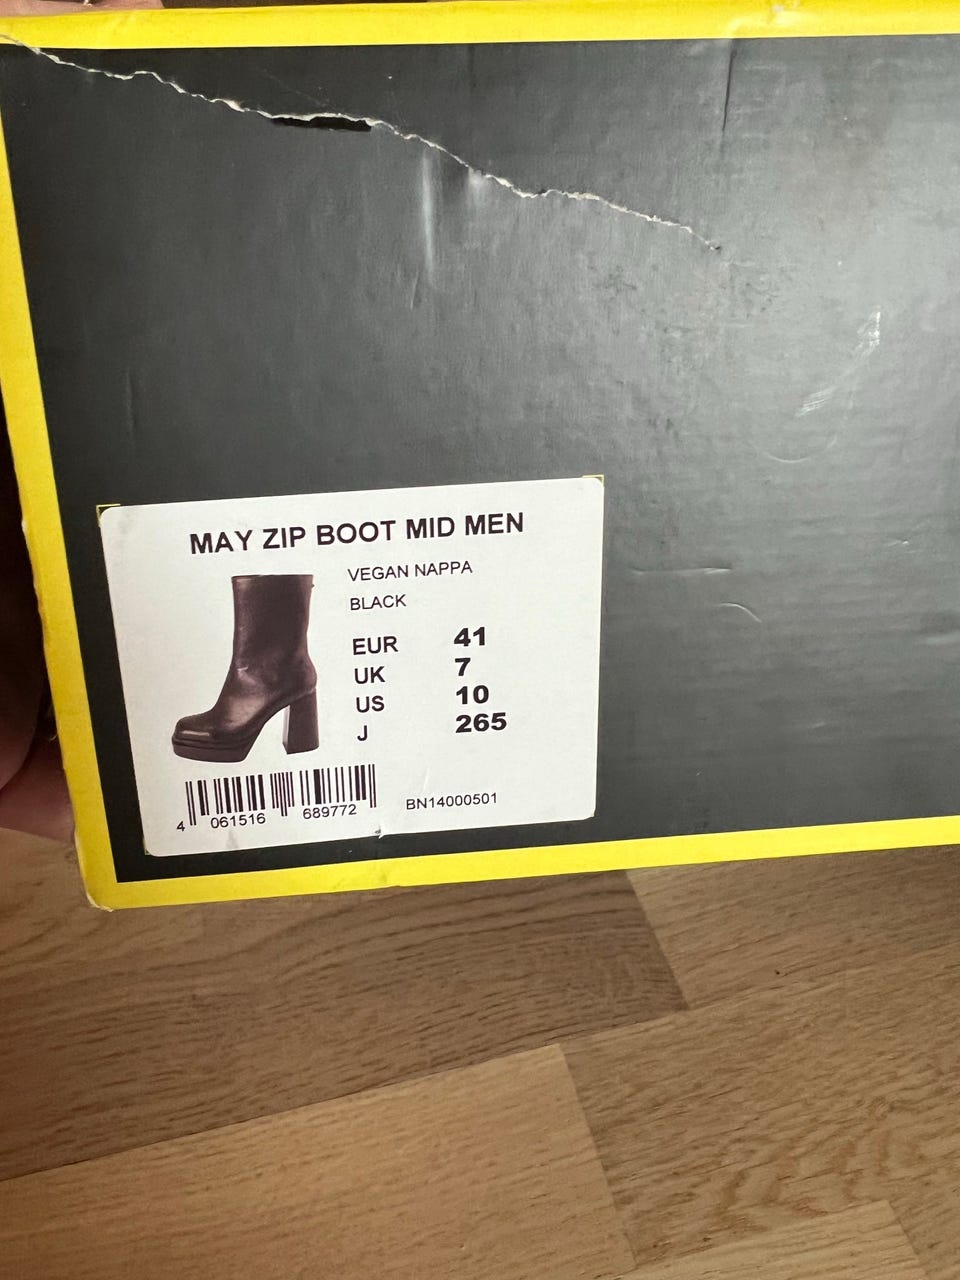 MAY ZIP BOOT MID MEN
VEGAN NAPPA
BLACK
EUR 41
UK 7
US 10
J 265
4 061516 689772
BN14000501